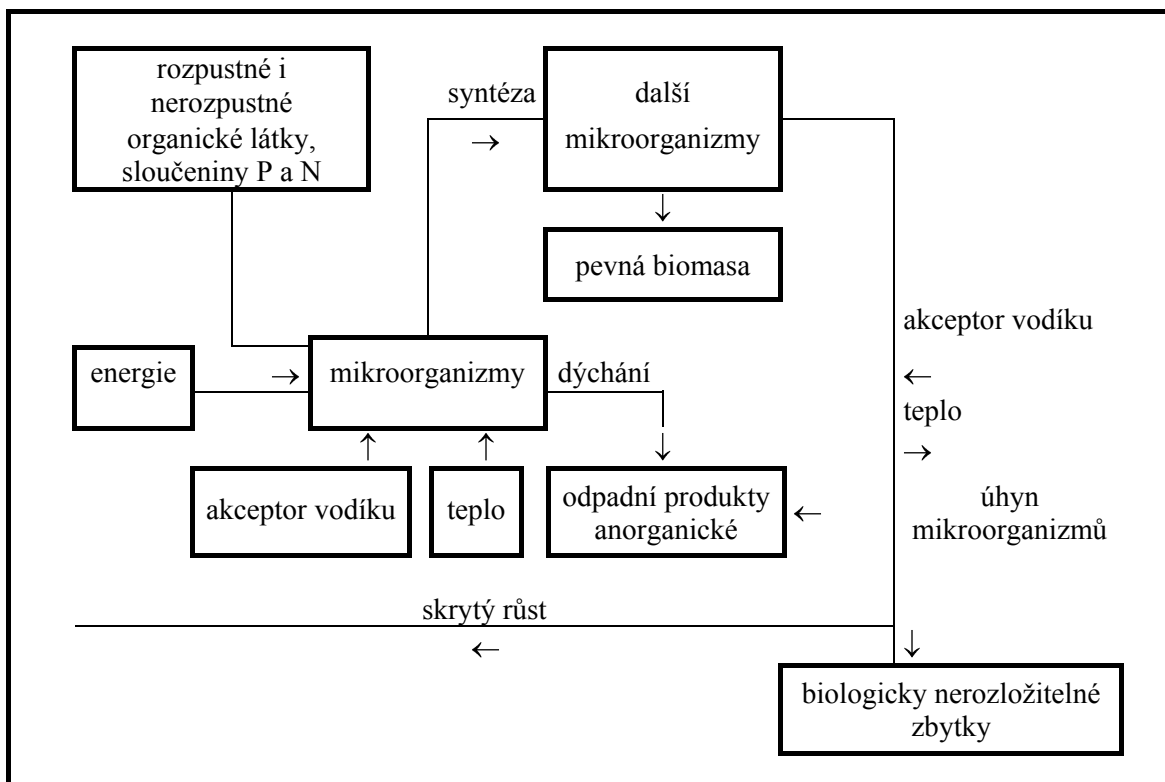 rozpustné i
nerozpustné
organické látky,
sloučeniny P a N
syntéza
→
další
mikroorganizmy
↓
pevná biomasa
akceptor vodíku
←
teplo
→
energie
→
mikroorganizmy
dýchání
↑
↑
↓
akceptor vodíku
teplo
odpadní produkty
anorganické
←
úhyn
mikroorganizmů
skrytý růst
←
↓
biologicky nerozložitelné
zbytky